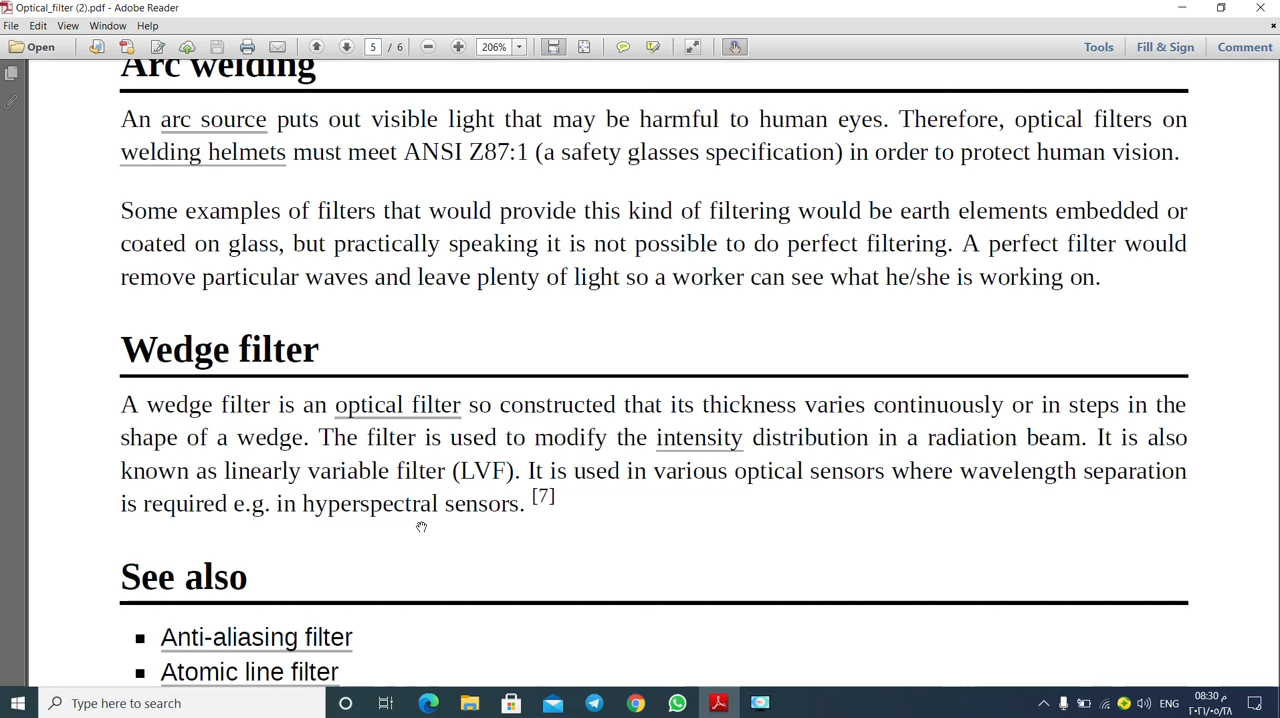 Optical_filter (2).pdf - Adobe Reader
File Edit View Window Help
Open 5 / 6 206% Tools Fill & Sign Comment
Arc welding
An arc source puts out visible light that may be harmful to human eyes. Therefore, optical filters on
welding helmets must meet ANSI Z87:1 (a safety glasses specification) in order to protect human vision.
Some examples of filters that would provide this kind of filtering would be earth elements embedded or
coated on glass, but practically speaking it is not possible to do perfect filtering. A perfect filter would
remove particular waves and leave plenty of light so a worker can see what he/she is working on.
Wedge filter
A wedge filter is an optical filter so constructed that its thickness varies continuously or in steps in the
shape of a wedge. The filter is used to modify the intensity distribution in a radiation beam. It is also
known as linearly variable filter (LVF). It is used in various optical sensors where wavelength separation
is required e.g. in hyperspectral sensors. [7]
See also
Anti-aliasing filter
Atomic line filter
Type here to search
ENG
08:30 م
٢٠٢١/٠٥/٢٨